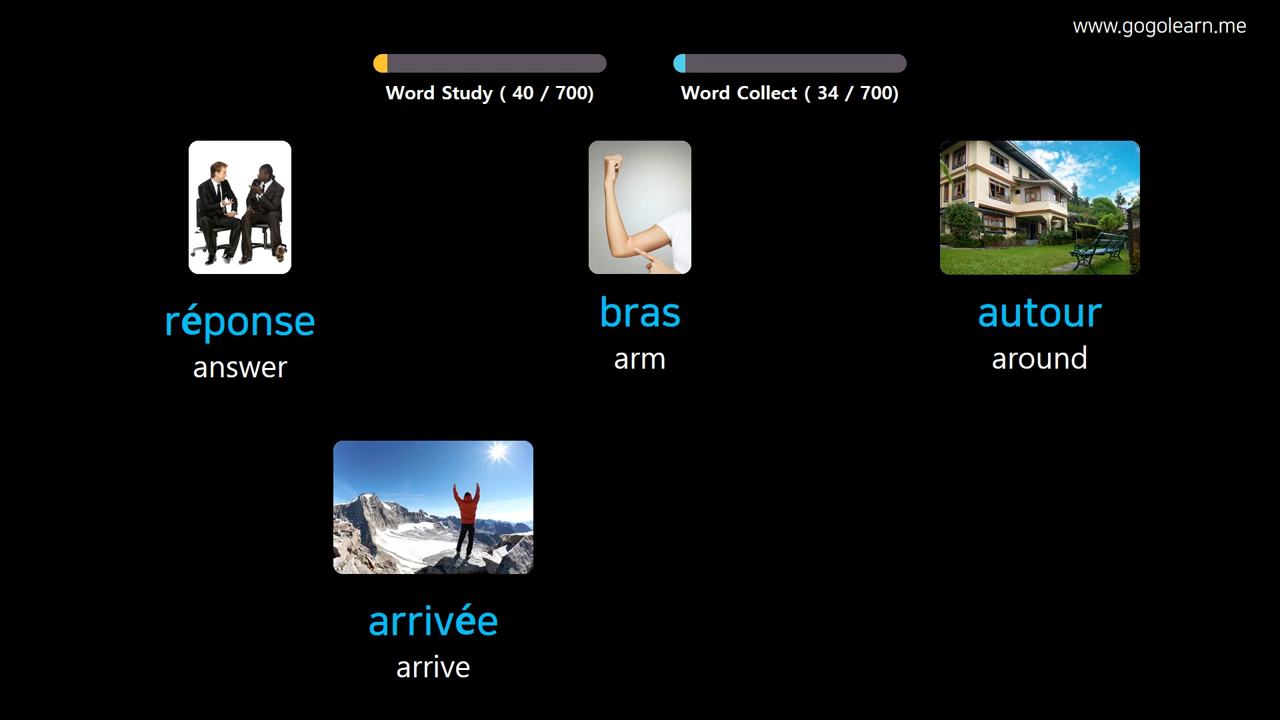 www.gogolearn.me
Word Study ( 40 / 700)
Word Collect ( 34 / 700)
réponse
answer
bras
arm
autour
around
arrivée
arrive